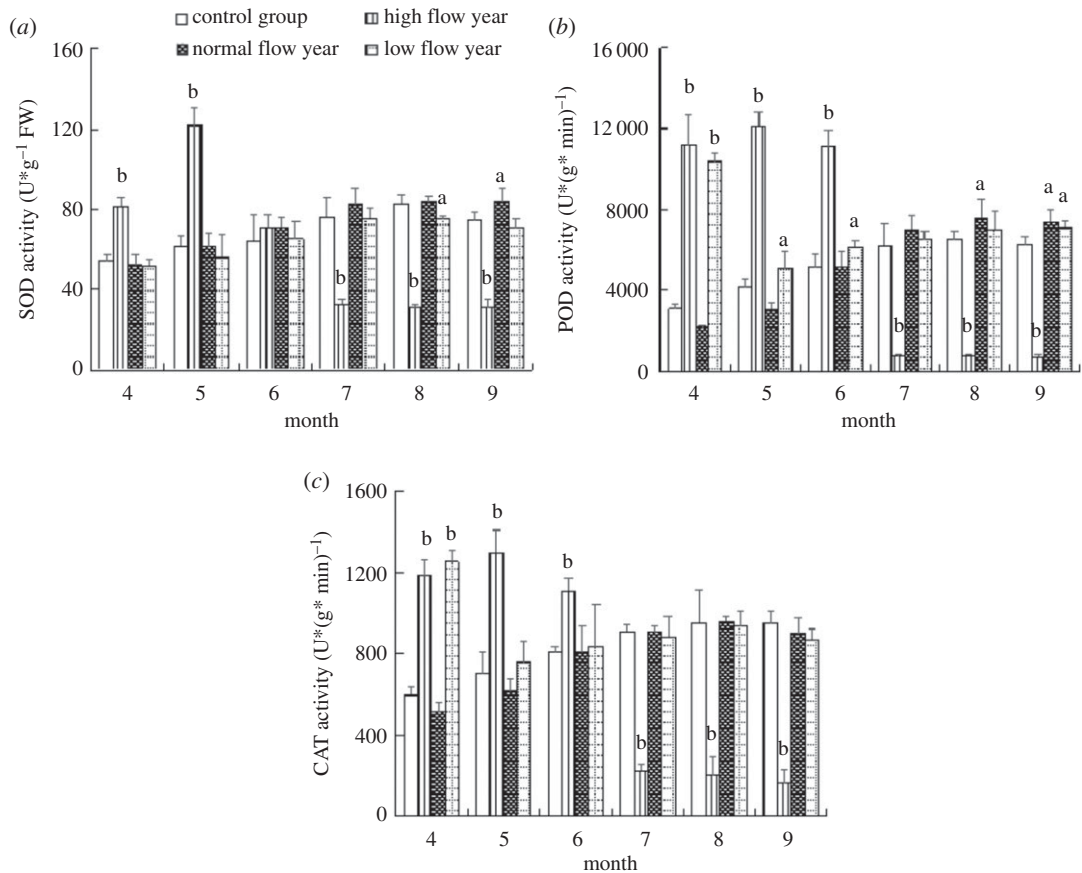 (a)
control group
high flow year
normal flow year
low flow year
160
120
80
40
0
SOD activity (U*g⁻¹ FW)
b
b
b
b
a
b
a
4 5 6 7 8 9
month
(b)
16 000
12 000
8000
4000
0
POD activity (U*(g* min)⁻¹
b
b
b
a
b
a
b
b
a
b
a
a
4 5 6 7 8 9
month
(c)
1600
1200
800
400
0
CAT activity (U*(g* min)⁻¹
b
b
b
b
b
b
b
4 5 6 7 8 9
month